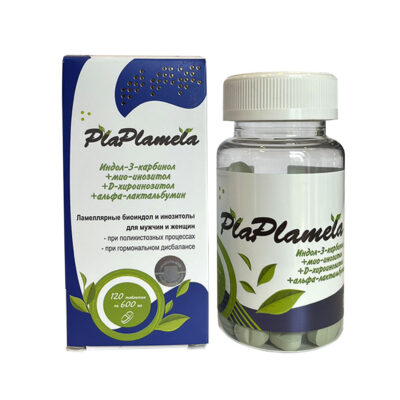 PlaPlamela
Индол-3-карбинол
+мио-инозитол
+D-хироинозитол
+альфа-лактальбумин
Ламеллярные биоиндол и инозитолы
для мужчин и женщин
- при поликистозных процессах
- при гормональном дисбалансе
120 таблеток
по 600 мг
PlaPlamela
Индол-3-карбинол
+мио-инозитол
+D-хироинозитол
+альфа-лактальбумин